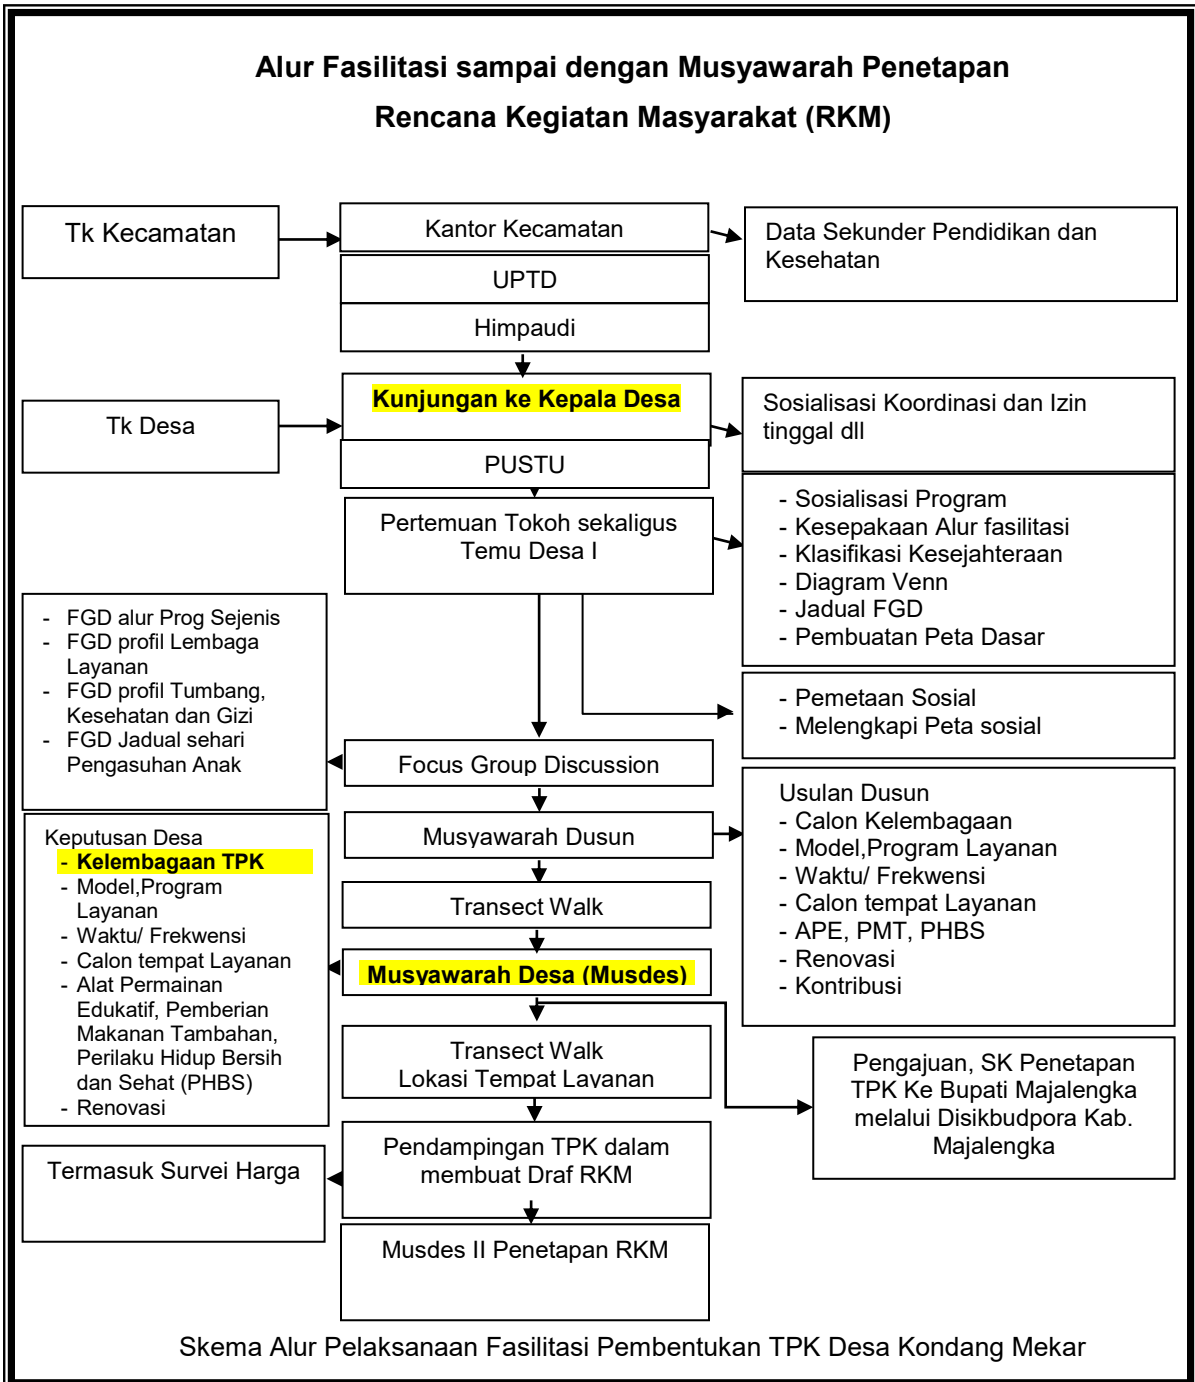 Alur Fasilitasi sampai dengan Musyawarah Penetapan
Rencana Kegiatan Masyarakat (RKM)
Tk Kecamatan
Kantor Kecamatan
Data Sekunder Pendidikan dan
Kesehatan
UPTD
Himpaudi
Kunjungan ke Kepala Desa
Tk Desa
Sosialisasi Koordinasi dan Izin
tinggal dll
PUSTU
Pertemuan Tokoh sekaligus
Temu Desa I
- Sosialisasi Program
- Kesepakaan Alur fasilitasi
- Klasifikasi Kesejahteraan
- Diagram Venn
- Jadual FGD
- Pembuatan Peta Dasar
- FGD alur Prog Sejenis
- FGD profil Lembaga
Layanan
- FGD profil Tumbang,
Kesehatan dan Gizi
- FGD Jadual sehari
Pengasuhan Anak
- Pemetaan Sosial
- Melengkapi Peta sosial
Focus Group Discussion
Musyawarah Dusun
Usulan Dusun
- Calon Kelembagaan
- Model,Program Layanan
- Waktu/ Frekwensi
- Calon tempat Layanan
- APE, PMT, PHBS
- Renovasi
- Kontribusi
Keputusan Desa
- Kelembagaan TPK
- Model,Program
Layanan
- Waktu/ Frekwensi
- Calon tempat Layanan
- Alat Permainan
Edukatif, Pemberian
Makanan Tambahan,
Perilaku Hidup Bersih
dan Sehat (PHBS)
- Renovasi
Transect Walk
Musyawarah Desa (Musdes)
Transect Walk
Lokasi Tempat Layanan
Pengajuan, SK Penetapan
TPK Ke Bupati Majalengka
melalui Disikbudpora Kab.
Majalengka
Pendampingan TPK dalam
membuat Draf RKM
Termasuk Survei Harga
Musdes II Penetapan RKM
Skema Alur Pelaksanaan Fasilitasi Pembentukan TPK Desa Kondang Mekar